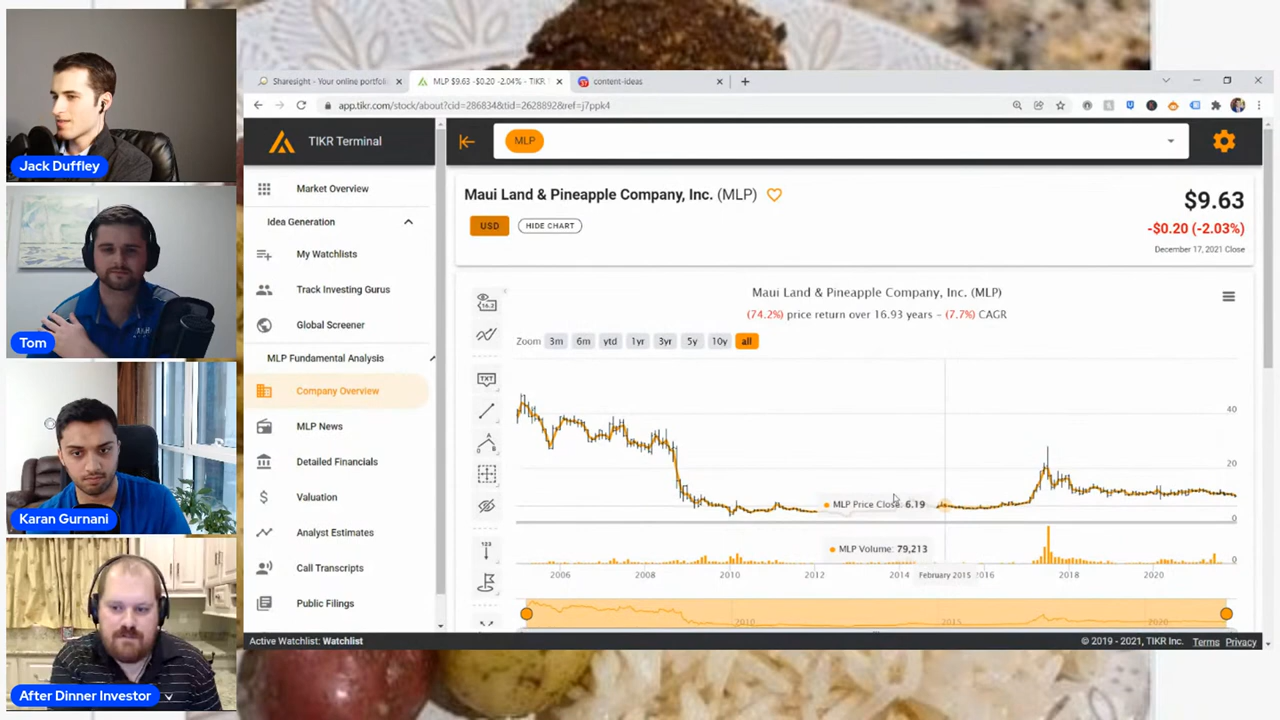 Jack Duffley
Tom
Karan Gurnani
After Dinner Investor
Sharesight - Your online portfolio
MLP $9.63 -$0.20 -2.04% - TIKR
content-ideas
app.tikr.com/stock/about?cid=286834&tid=2628892&ref=j7ppk4
TIKR Terminal
MLP
Market Overview
Idea Generation
My Watchlists
Track Investing Gurus
Global Screener
MLP Fundamental Analysis
Company Overview
MLP News
Detailed Financials
Valuation
Analyst Estimates
Call Transcripts
Public Filings
Maui Land & Pineapple Company, Inc. (MLP)
USD
HIDE CHART
$9.63
-$0.20 (-2.03%)
December 17, 2021 Close
Maui Land & Pineapple Company, Inc. (MLP)
(74.2%) price return over 16.93 years - (7.7%) CAGR
Zoom 3m 6m ytd 1yr 3yr 5y 10y all
TXT
123
40
20
0
MLP Price Close: 6.19
MLP Volume: 79,213
0
2006 2008 2010 2012 2014 February 2015 2016 2018 2020
2010 2015 2020
Active Watchlist: Watchlist
© 2019 - 2021, TIKR Inc. Terms Privacy